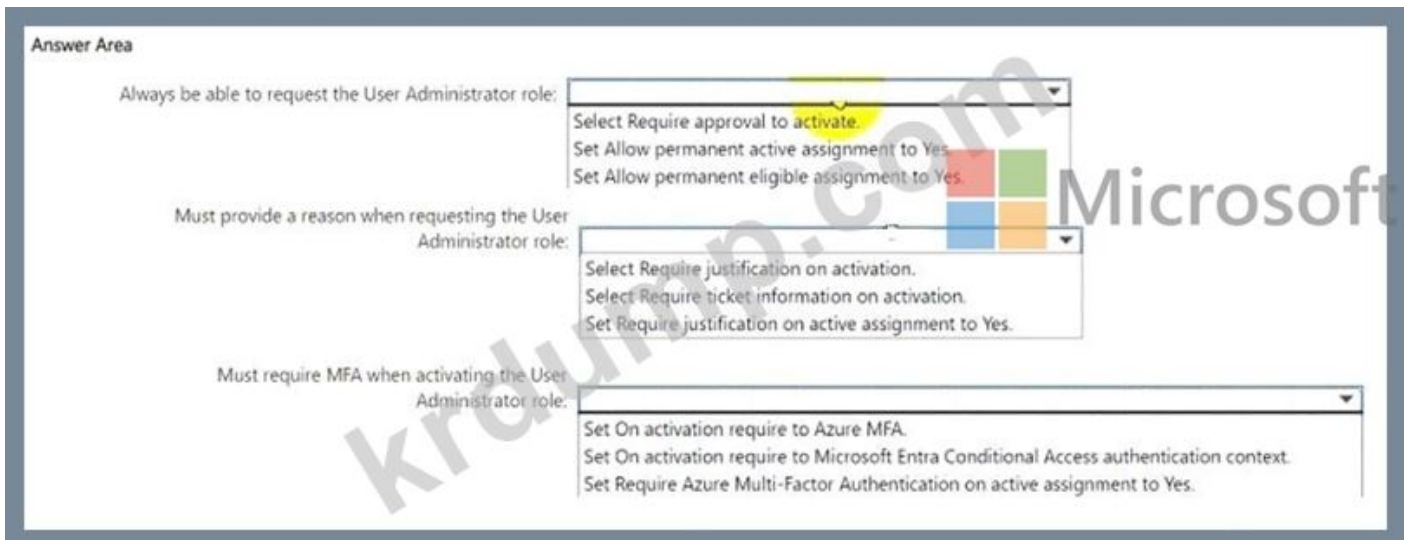 Answer Area
Always be able to request the User Administrator role:
Select Require approval to activate.
Set Allow permanent active assignment to Yes.
Set Allow permanent eligible assignment to Yes.
Microsoft
Must provide a reason when requesting the User
Administrator role:
Select Require justification on activation.
Select Require ticket information on activation.
Set Require justification on active assignment to Yes.
Must require MFA when activating the User
Administrator role:
Set On activation require to Azure MFA.
Set On activation require to Microsoft Entra Conditional Access authentication context.
Set Require Azure Multi-Factor Authentication on active assignment to Yes.
krdump.com